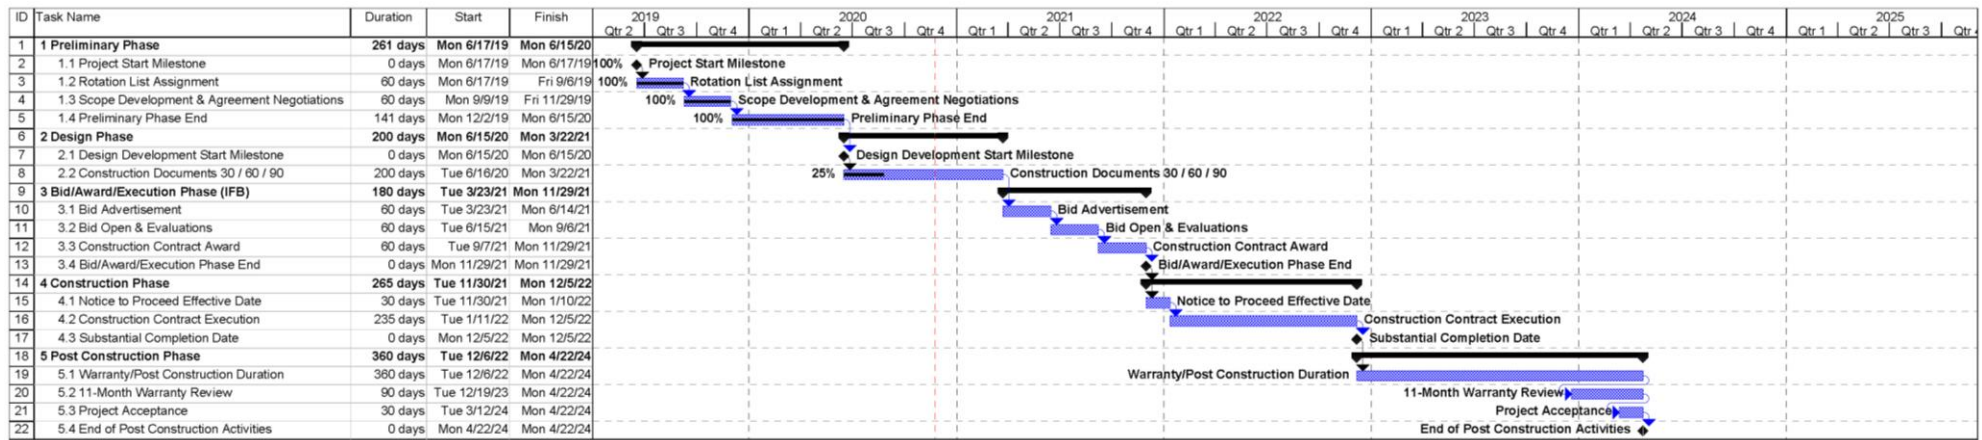 ID Task Name Duration Start Finish 2019 2020 2021 2022 2023 2024 2025
Qtr 2 Qtr 3 Qtr 4 Qtr 1 Qtr 2 Qtr 3 Qtr 4 Qtr 1 Qtr 2 Qtr 3 Qtr 4 Qtr 1 Qtr 2 Qtr 3 Qtr 4 Qtr 1 Qtr 2 Qtr 3 Qtr 4 Qtr 1 Qtr 2 Qtr 3 Qtr 4 Qtr 1 Qtr 2 Qtr 3 Qtr
1 1 Preliminary Phase 261 days Mon 6/17/19 Mon 6/15/20
2 1.1 Project Start Milestone 0 days Mon 6/17/19 Mon 6/17/19 100% Project Start Milestone
3 1.2 Rotation List Assignment 60 days Mon 6/17/19 Fri 9/6/19 100% Rotation List Assignment
4 1.3 Scope Development & Agreement Negotiations 60 days Mon 9/9/19 Fri 11/29/19 100% Scope Development & Agreement Negotiations
5 1.4 Preliminary Phase End 141 days Mon 12/2/19 Mon 6/15/20 100% Preliminary Phase End
6 2 Design Phase 200 days Mon 6/15/20 Mon 3/22/21
7 2.1 Design Development Start Milestone 0 days Mon 6/15/20 Mon 6/15/20 Design Development Start Milestone
8 2.2 Construction Documents 30 / 60 / 90 200 days Tue 6/16/20 Mon 3/22/21 25% Construction Documents 30 / 60 / 90
9 3 Bid/Award/Execution Phase (IFB) 180 days Tue 3/23/21 Mon 11/29/21
10 3.1 Bid Advertisement 60 days Tue 3/23/21 Mon 6/14/21 Bid Advertisement
11 3.2 Bid Open & Evaluations 60 days Tue 6/15/21 Mon 9/6/21 Bid Open & Evaluations
12 3.3 Construction Contract Award 60 days Tue 9/7/21 Mon 11/29/21 Construction Contract Award
13 3.4 Bid/Award/Execution Phase End 0 days Mon 11/29/21 Mon 11/29/21 Bid/Award/Execution Phase End
14 4 Construction Phase 265 days Tue 11/30/21 Mon 12/5/22
15 4.1 Notice to Proceed Effective Date 30 days Tue 11/30/21 Mon 1/10/22 Notice to Proceed Effective Date
16 4.2 Construction Contract Execution 235 days Tue 1/11/22 Mon 12/5/22 Construction Contract Execution
17 4.3 Substantial Completion Date 0 days Mon 12/5/22 Mon 12/5/22 Substantial Completion Date
18 5 Post Construction Phase 360 days Tue 12/6/22 Mon 4/22/24
19 5.1 Warranty/Post Construction Duration 360 days Tue 12/6/22 Mon 4/22/24 Warranty/Post Construction Duration
20 5.2 11-Month Warranty Review 90 days Tue 12/19/23 Mon 4/22/24 11-Month Warranty Review
21 5.3 Project Acceptance 30 days Tue 3/12/24 Mon 4/22/24 Project Acceptance
22 5.4 End of Post Construction Activities 0 days Mon 4/22/24 Mon 4/22/24 End of Post Construction Activities